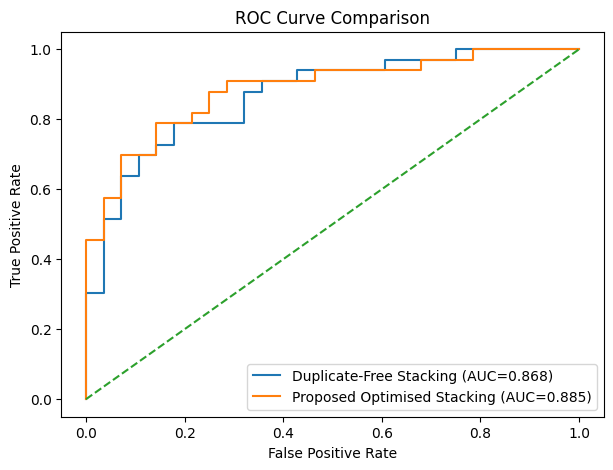 ROC Curve Comparison
True Positive Rate
1.0
0.8
0.6
0.4
0.2
0.0
0.0 0.2 0.4 0.6 0.8 1.0
False Positive Rate
Duplicate-Free Stacking (AUC=0.868)
Proposed Optimised Stacking (AUC=0.885)